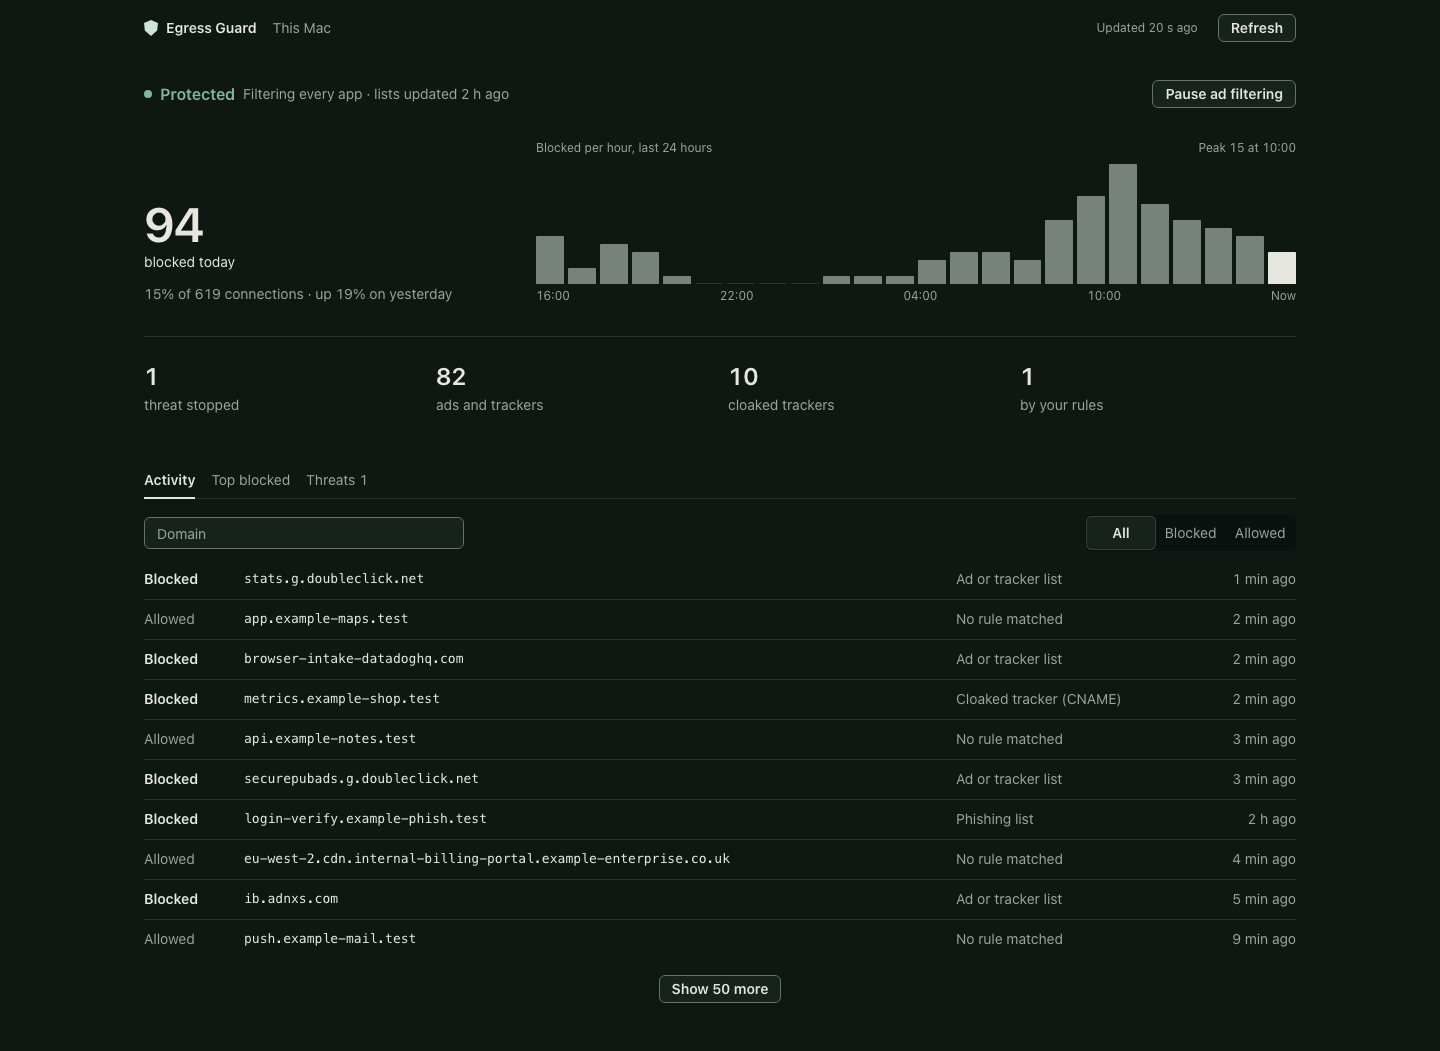 Egress Guard This Mac Updated 20 s ago Refresh
Protected Filtering every app · lists updated 2 h ago Pause ad filtering
Blocked per hour, last 24 hours Peak 15 at 10:00
94
blocked today
15% of 619 connections · up 19% on yesterday
16:00 22:00 04:00 10:00 Now
1 82 10 1
threat stopped ads and trackers cloaked trackers by your rules
Activity Top blocked Threats 1
Domain All Blocked Allowed
Blocked stats.g.doubleclick.net Ad or tracker list 1 min ago
Allowed app.example-maps.test No rule matched 2 min ago
Blocked browser-intake-datadoghq.com Ad or tracker list 2 min ago
Blocked metrics.example-shop.test Cloaked tracker (CNAME) 2 min ago
Allowed api.example-notes.test No rule matched 3 min ago
Blocked securepubads.g.doubleclick.net Ad or tracker list 3 min ago
Blocked login-verify.example-phish.test Phishing list 2 h ago
Allowed eu-west-2.cdn.internal-billing-portal.example-enterprise.co.uk No rule matched 4 min ago
Blocked ib.adnxs.com Ad or tracker list 5 min ago
Allowed push.example-mail.test No rule matched 9 min ago
Show 50 more